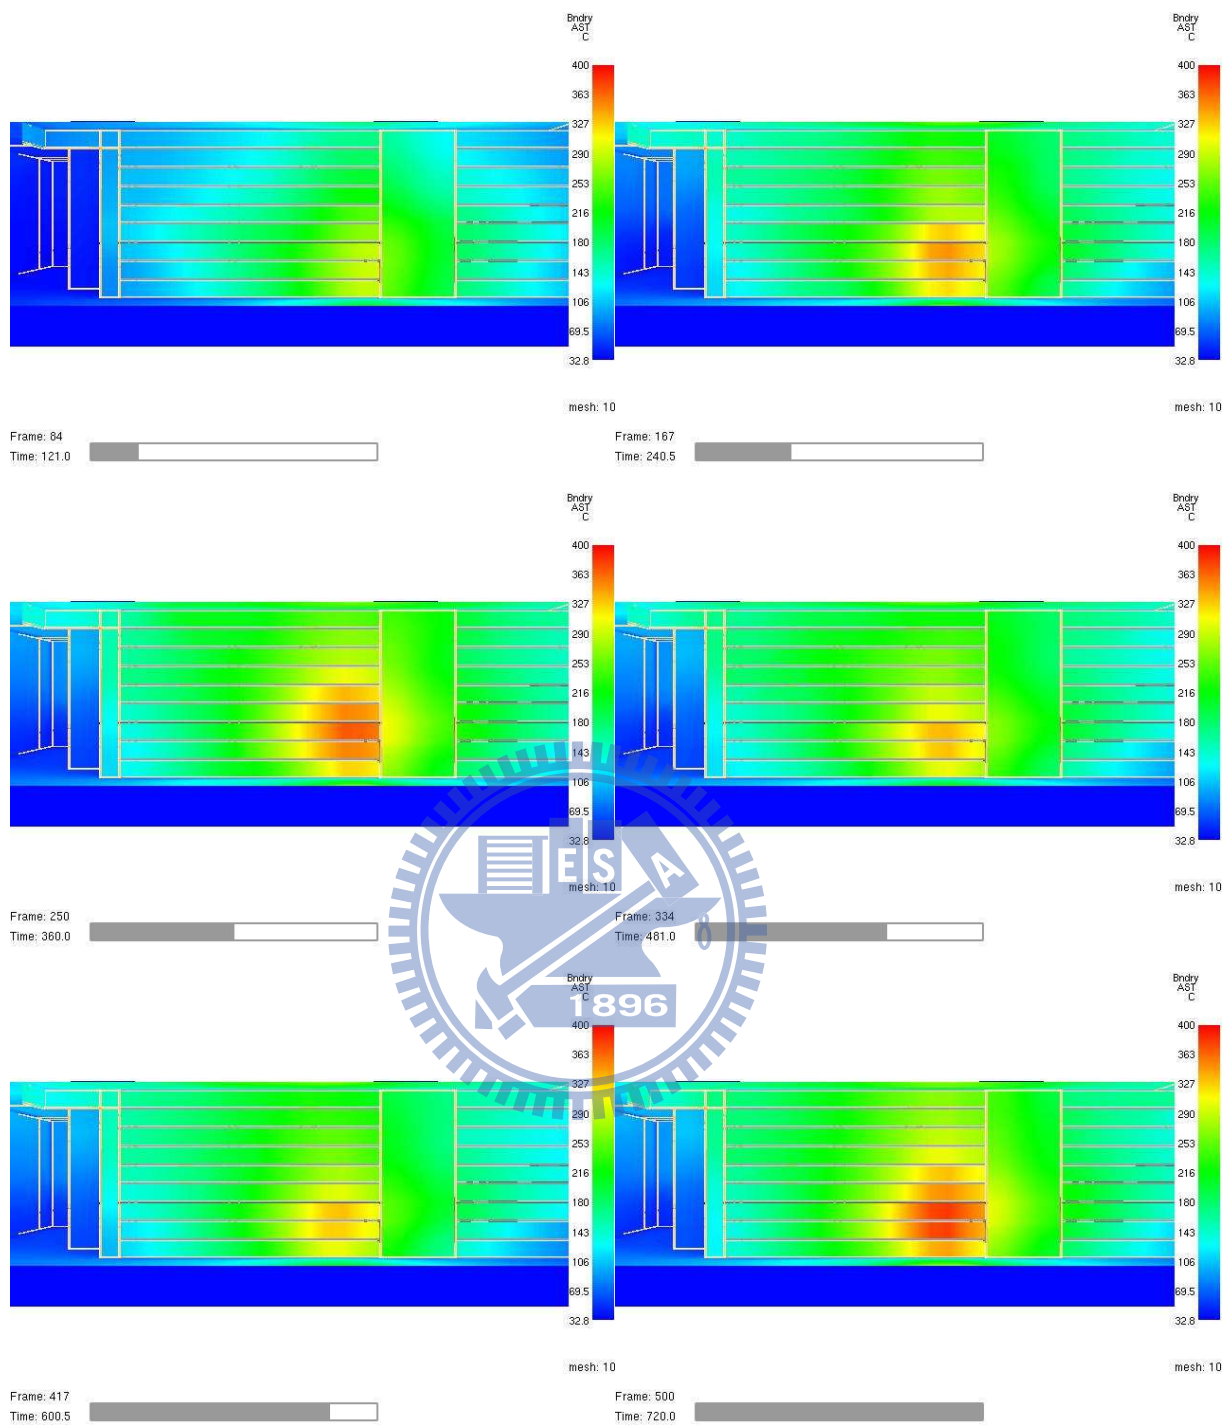 Bndry
AST
C
400
363
327
290
253
216
180
143
106
69.5
32.8
mesh: 10
Frame: 84
Time: 121.0
Bndry
AST
C
400
363
327
290
253
216
180
143
106
69.5
32.8
mesh: 10
Frame: 167
Time: 240.5
Bndry
AST
C
400
363
327
290
253
216
180
143
106
69.5
32.8
mesh: 10
Frame: 250
Time: 360.0
Bndry
AST
C
400
363
327
290
253
216
180
143
106
69.5
32.8
mesh: 10
Frame: 334
Time: 481.0
ESA
8
1896
Bndry
AST
C
400
363
327
290
253
216
180
143
106
69.5
32.8
mesh: 10
Frame: 417
Time: 600.5
Bndry
AST
C
400
363
327
290
253
216
180
143
106
69.5
32.8
mesh: 10
Frame: 500
Time: 720.0